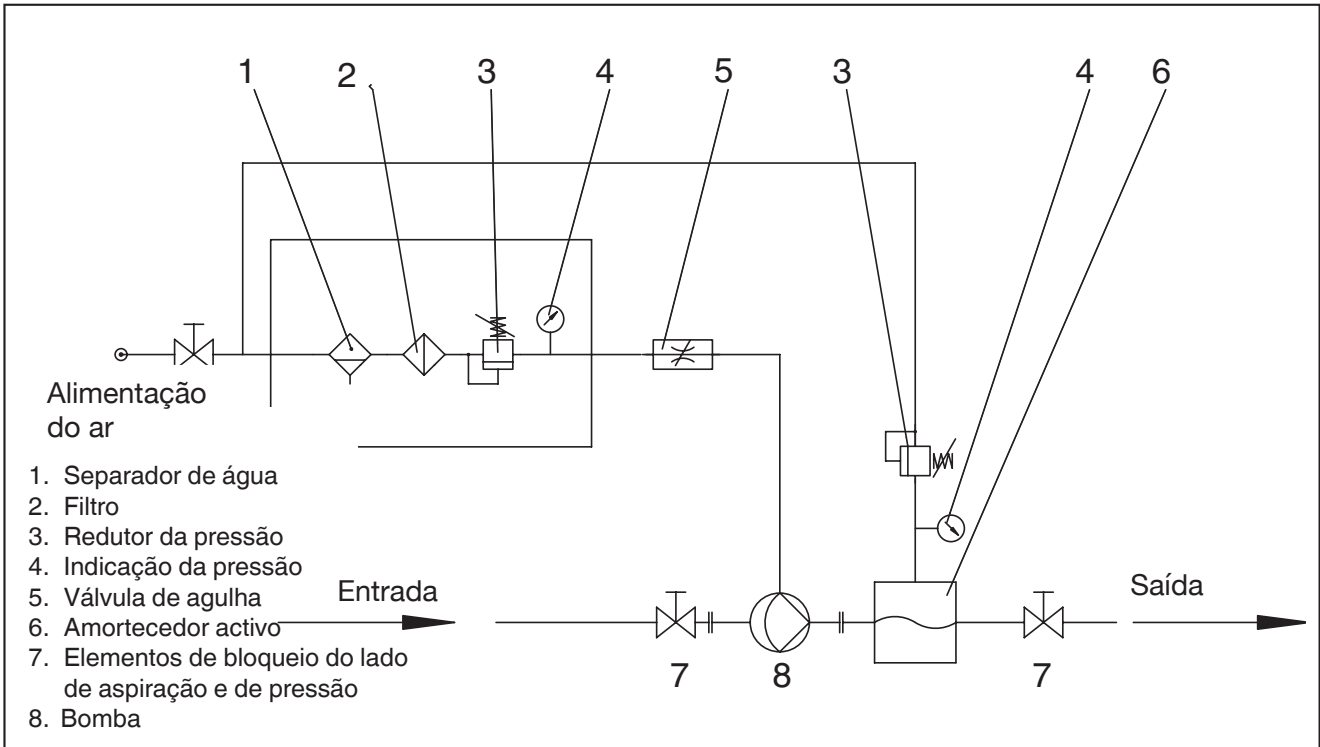 1 2 3 4 5 3 4 6
Alimentação
do ar
1. Separador de água
2. Filtro
3. Redutor da pressão
4. Indicação da pressão
5. Válvula de agulha
6. Amortecedor activo
7. Elementos de bloqueio do lado
de aspiração e de pressão
8. Bomba
Entrada
Saída
7 8 7